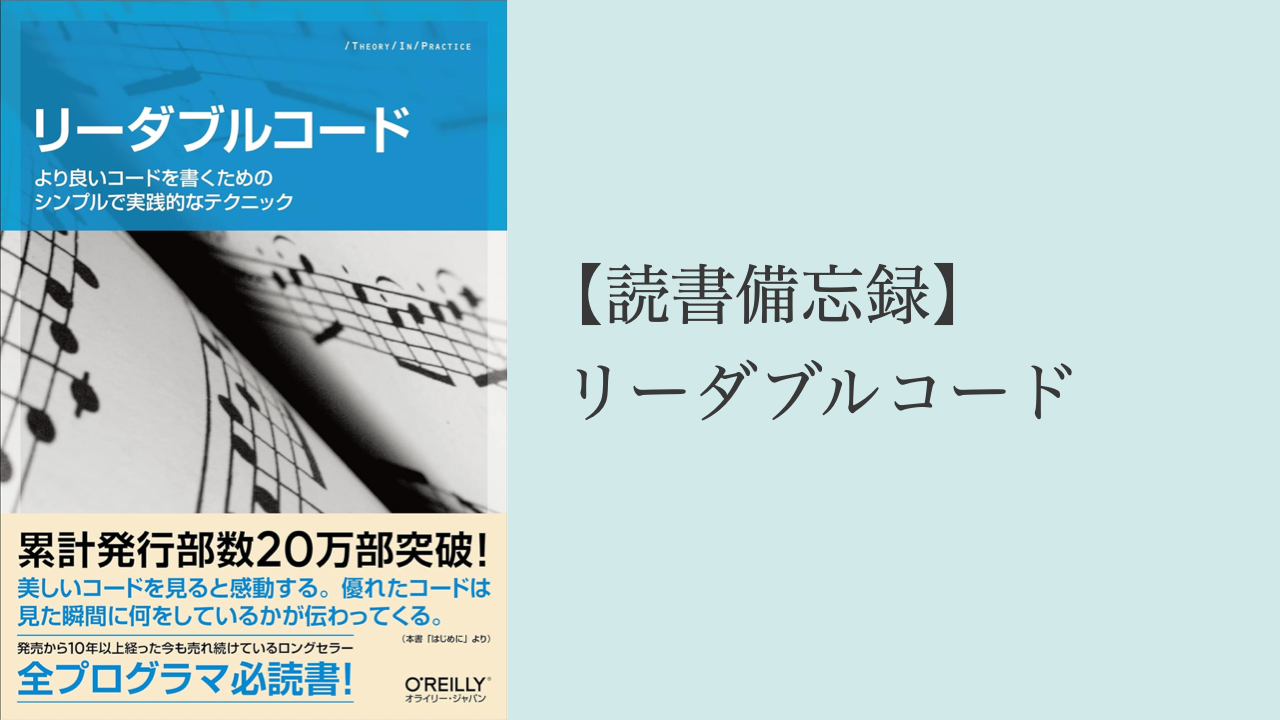 /THEORY/IN/PRACTICE
リーダブルコード
より良いコードを書くための
シンプルで実践的なテクニック
累計発行部数20万部突破!
美しいコードを見ると感動する。優れたコードは
見た瞬間に何をしているかが伝わってくる。
(本書「はじめに」より)
発売から10年以上経った今も売れ続けているロングセラー
全プログラマ必読書!
O'REILLY®
オライリー・ジャパン
【読書備忘録】
リーダブルコード